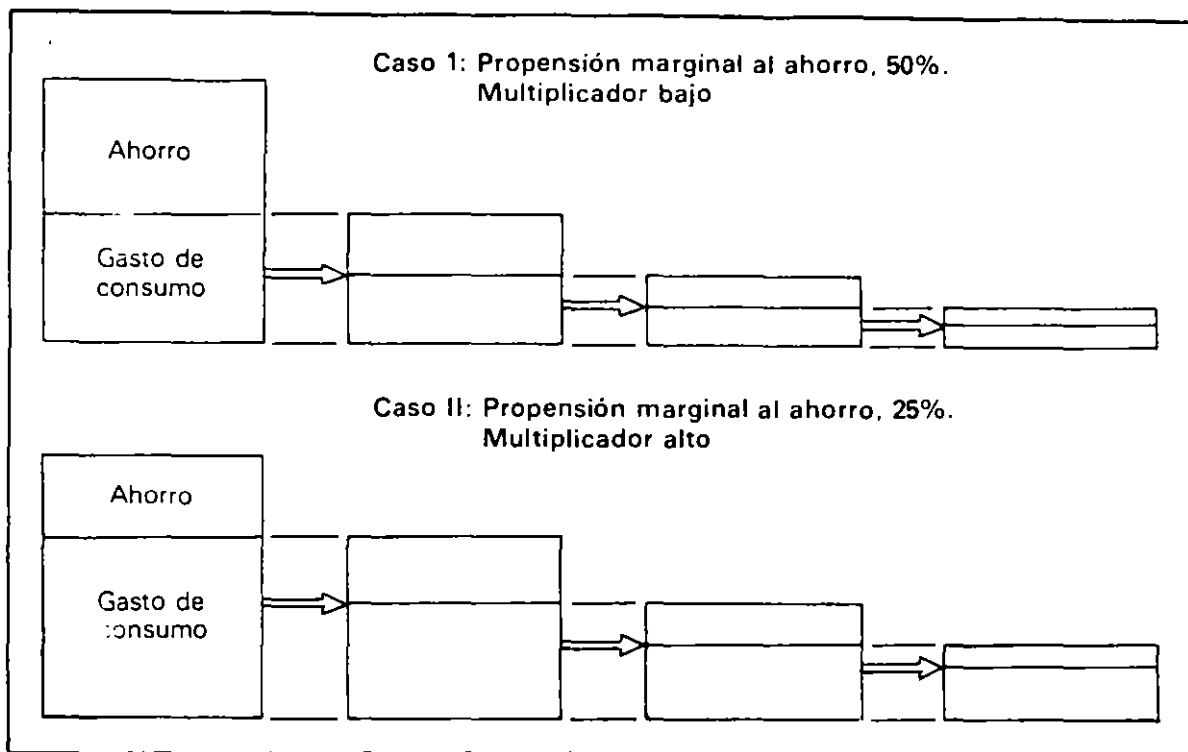 Caso 1: Propensión marginal al ahorro, 50%.
Multiplicador bajo
Ahorro
Gasto de
consumo
Caso II: Propensión marginal al ahorro, 25%.
Multiplicador alto
Ahorro
Gasto de
consumo